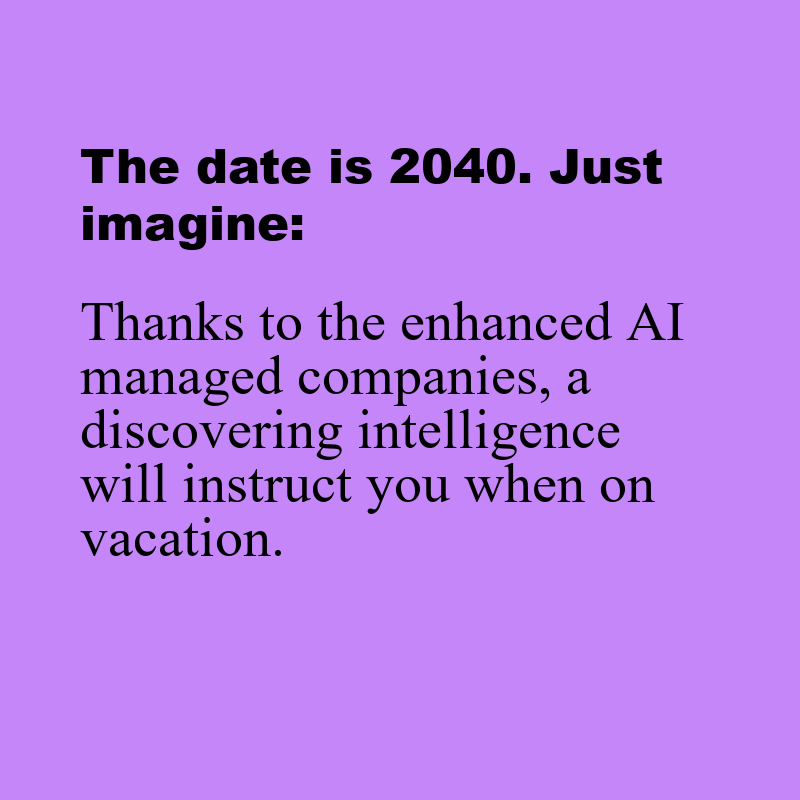 The date is 2040. Just
imagine:
Thanks to the enhanced AI
managed companies, a
discovering intelligence
will instruct you when on
vacation.